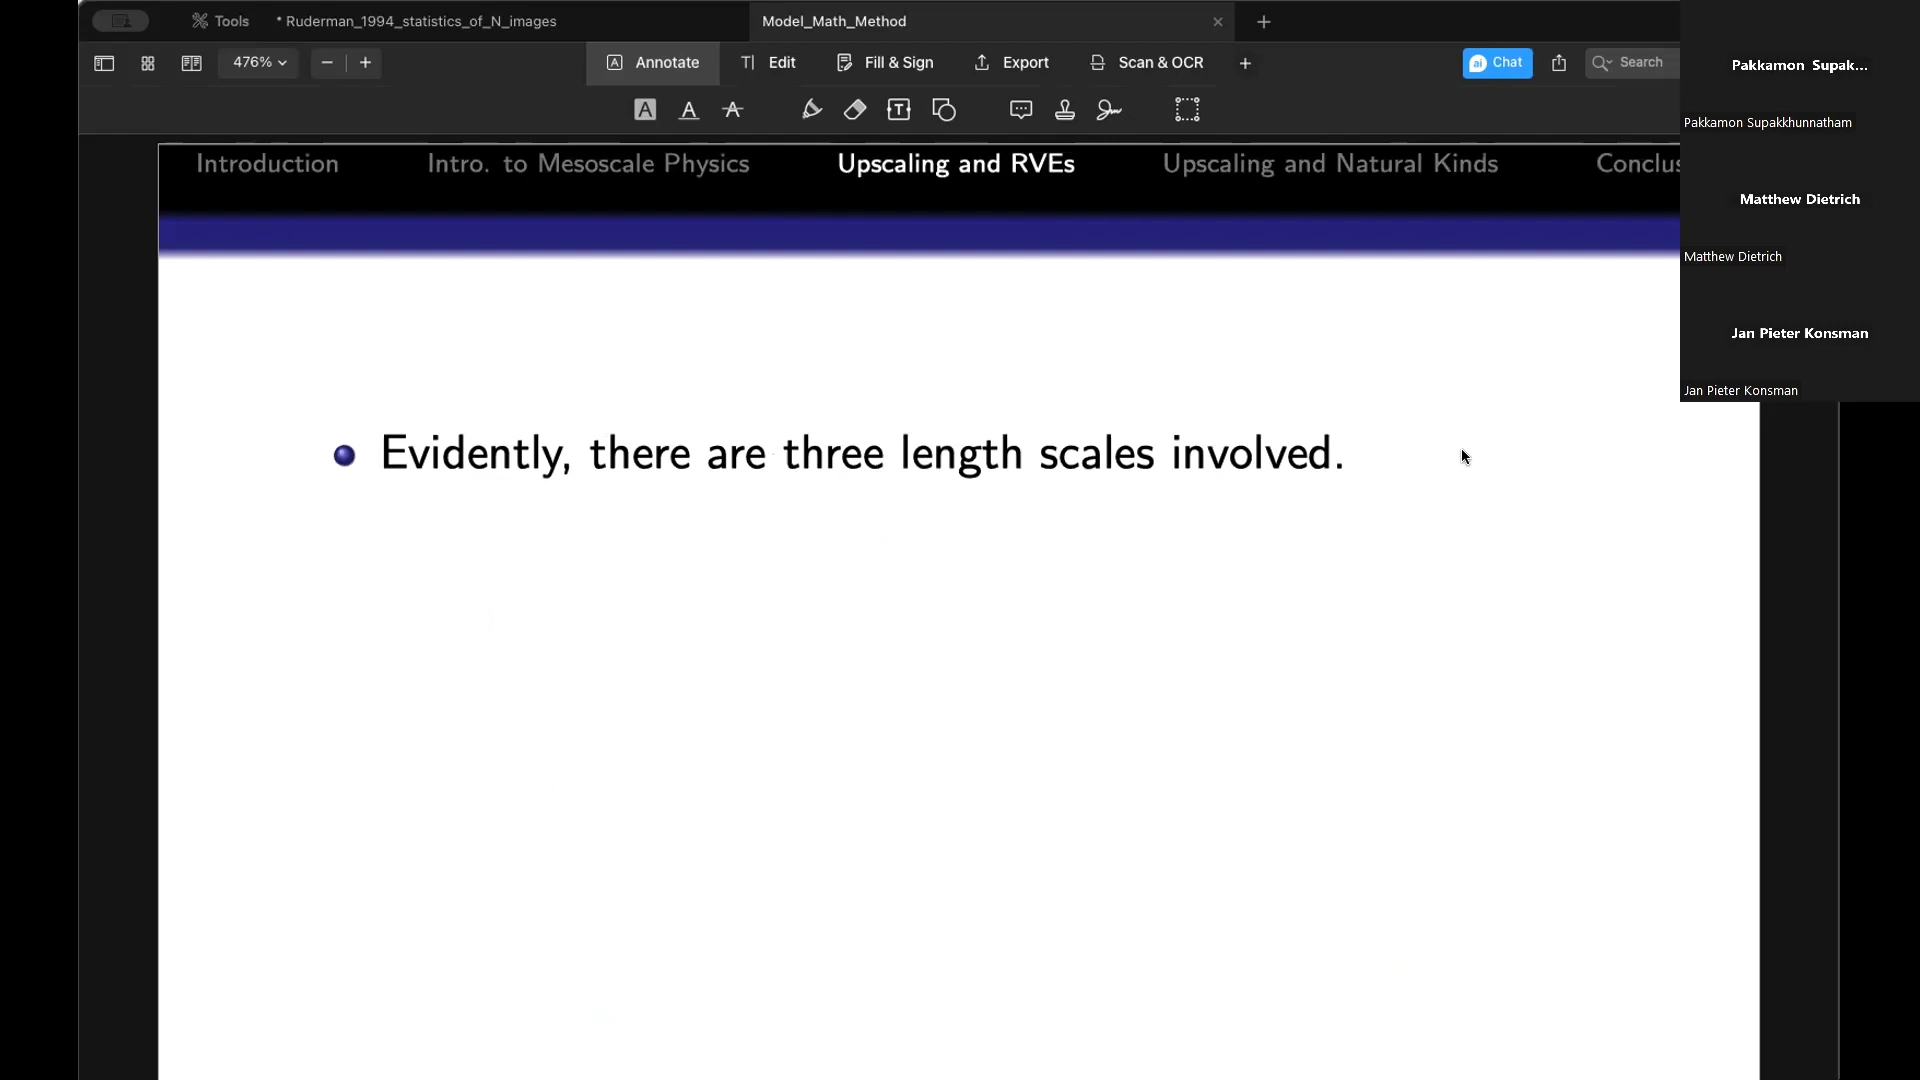 Tools
* Ruderman_1994_statistics_of_N_images
Model_Math_Method
476%
Annotate
Edit
Fill & Sign
Export
Scan & OCR
Chat
Search
Introduction
Intro. to Mesoscale Physics
Upscaling and RVEs
Upscaling and Natural Kinds
Conclus
Evidently, there are three length scales involved.
Pakkamon Supak...
Pakkamon Supakkhunnatham
Matthew Dietrich
Matthew Dietrich
Jan Pieter Konsman
Jan Pieter Konsman